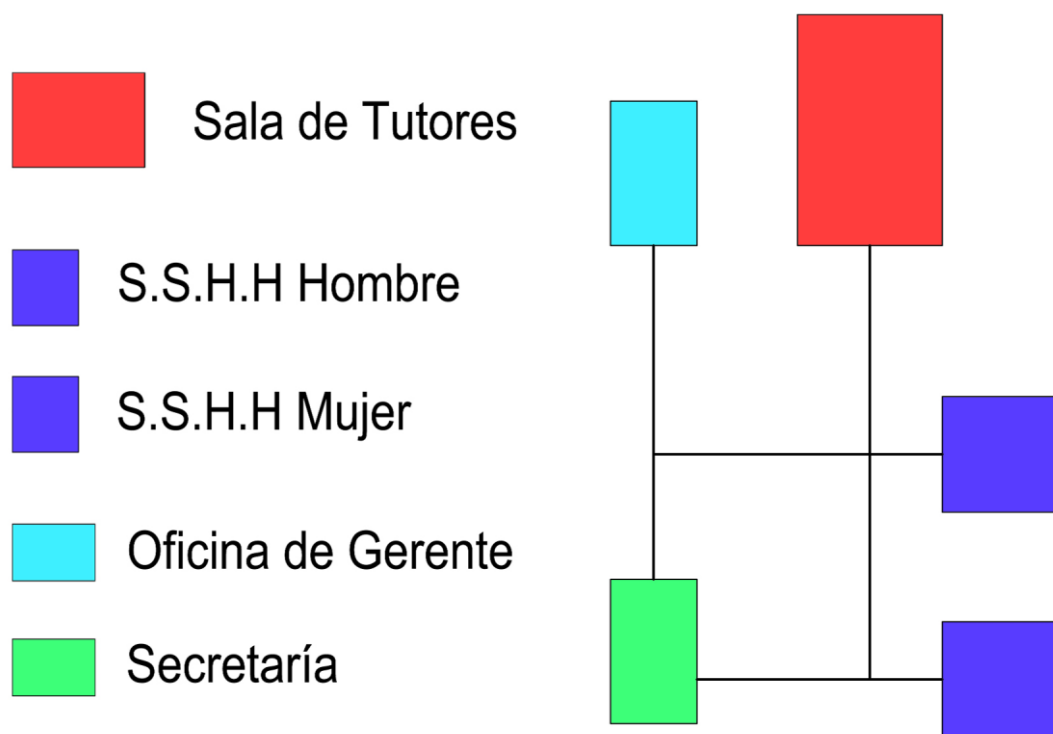 Sala de Tutores
S.S.H.H Hombre
S.S.H.H Mujer
Oficina de Gerente
Secretaría